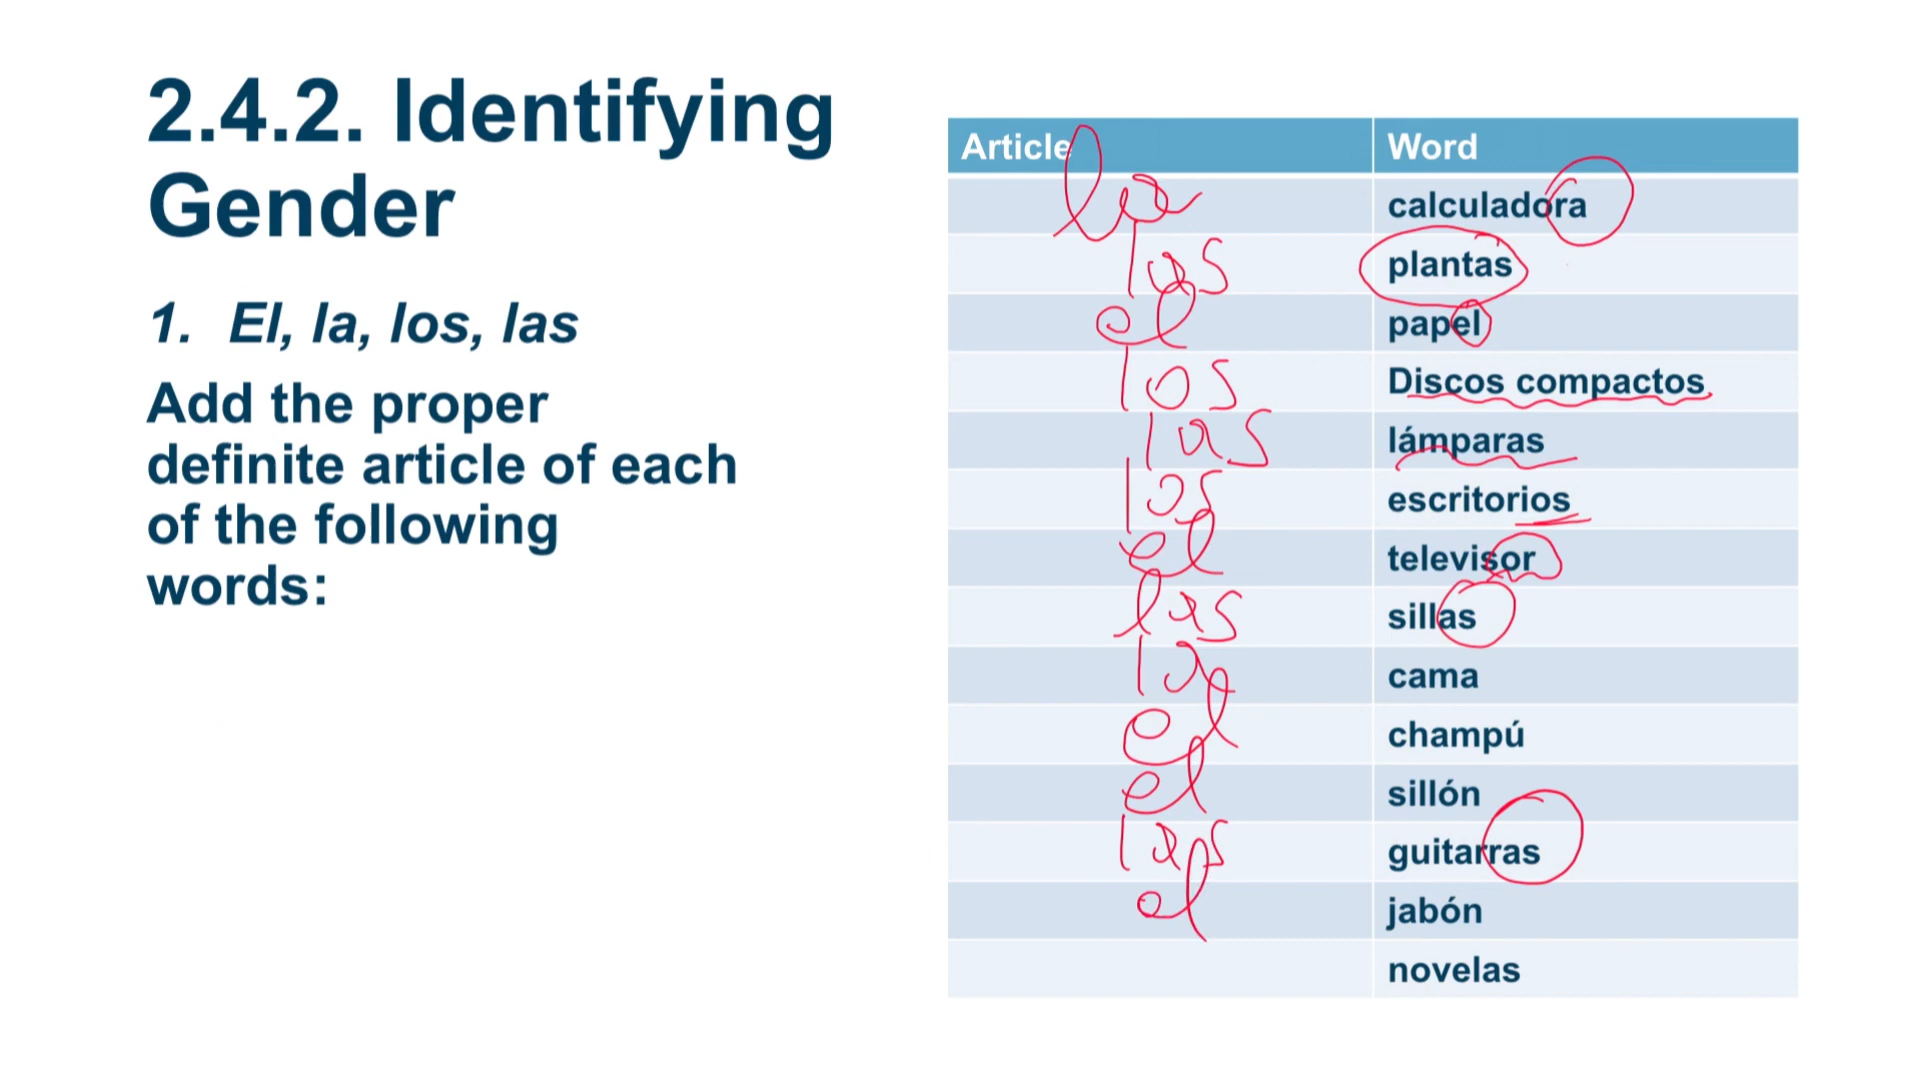 2.4.2. Identifying
Gender
1. El, la, los, las
Add the proper
definite article of each
of the following
words:
Article Word
la calculadora
las plantas
el papel
los Discos compactos
las lámparas
los escritorios
el televisor
las sillas
la cama
el champú
el sillón
las guitarras
el jabón
novelas